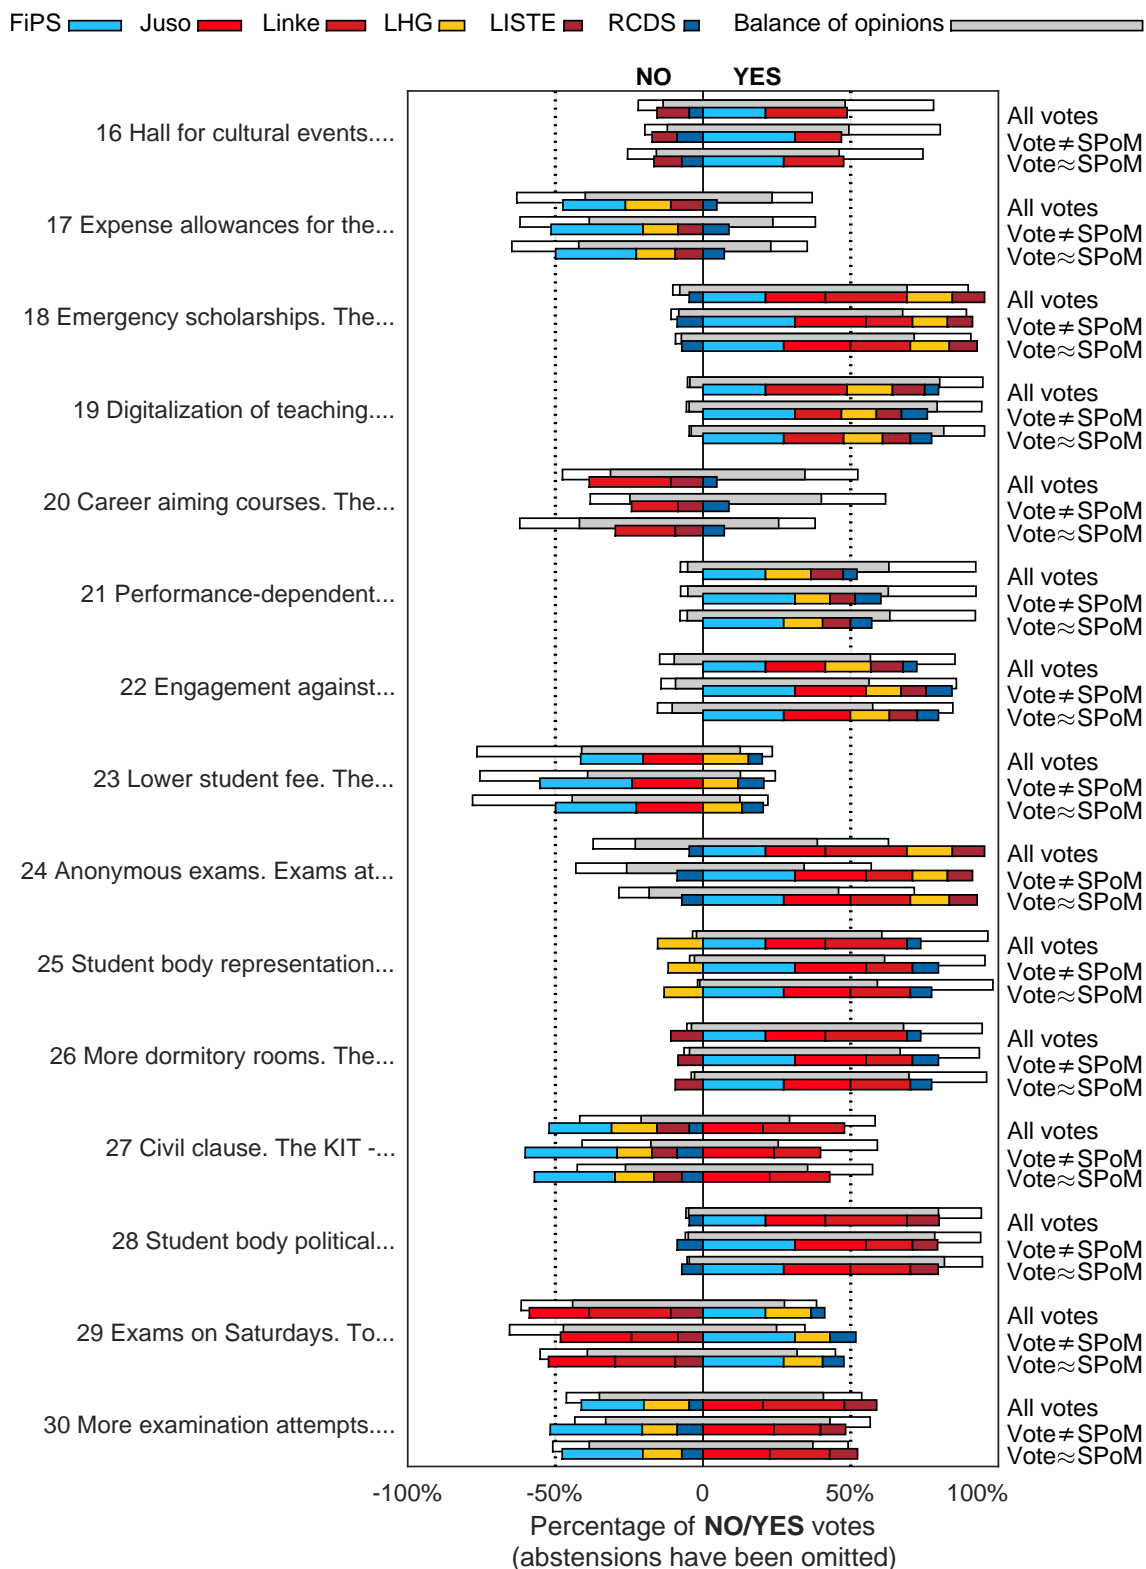 FiPS Juso Linke LHG LISTE RCDS Balance of opinions
NO YES
16 Hall for cultural events....
All votes
Vote≠SPoM
Vote≈SPoM
17 Expense allowances for the...
All votes
Vote≠SPoM
Vote≈SPoM
18 Emergency scholarships. The...
All votes
Vote≠SPoM
Vote≈SPoM
19 Digitalization of teaching....
All votes
Vote≠SPoM
Vote≈SPoM
20 Career aiming courses. The...
All votes
Vote≠SPoM
Vote≈SPoM
21 Performance-dependent...
All votes
Vote≠SPoM
Vote≈SPoM
22 Engagement against...
All votes
Vote≠SPoM
Vote≈SPoM
23 Lower student fee. The...
All votes
Vote≠SPoM
Vote≈SPoM
24 Anonymous exams. Exams at...
All votes
Vote≠SPoM
Vote≈SPoM
25 Student body representation...
All votes
Vote≠SPoM
Vote≈SPoM
26 More dormitory rooms. The...
All votes
Vote≠SPoM
Vote≈SPoM
27 Civil clause. The KIT -...
All votes
Vote≠SPoM
Vote≈SPoM
28 Student body political...
All votes
Vote≠SPoM
Vote≈SPoM
29 Exams on Saturdays. To...
All votes
Vote≠SPoM
Vote≈SPoM
30 More examination attempts....
All votes
Vote≠SPoM
Vote≈SPoM
-100% -50% 0 50% 100%
Percentage of NO/YES votes
(abstensions have been omitted)